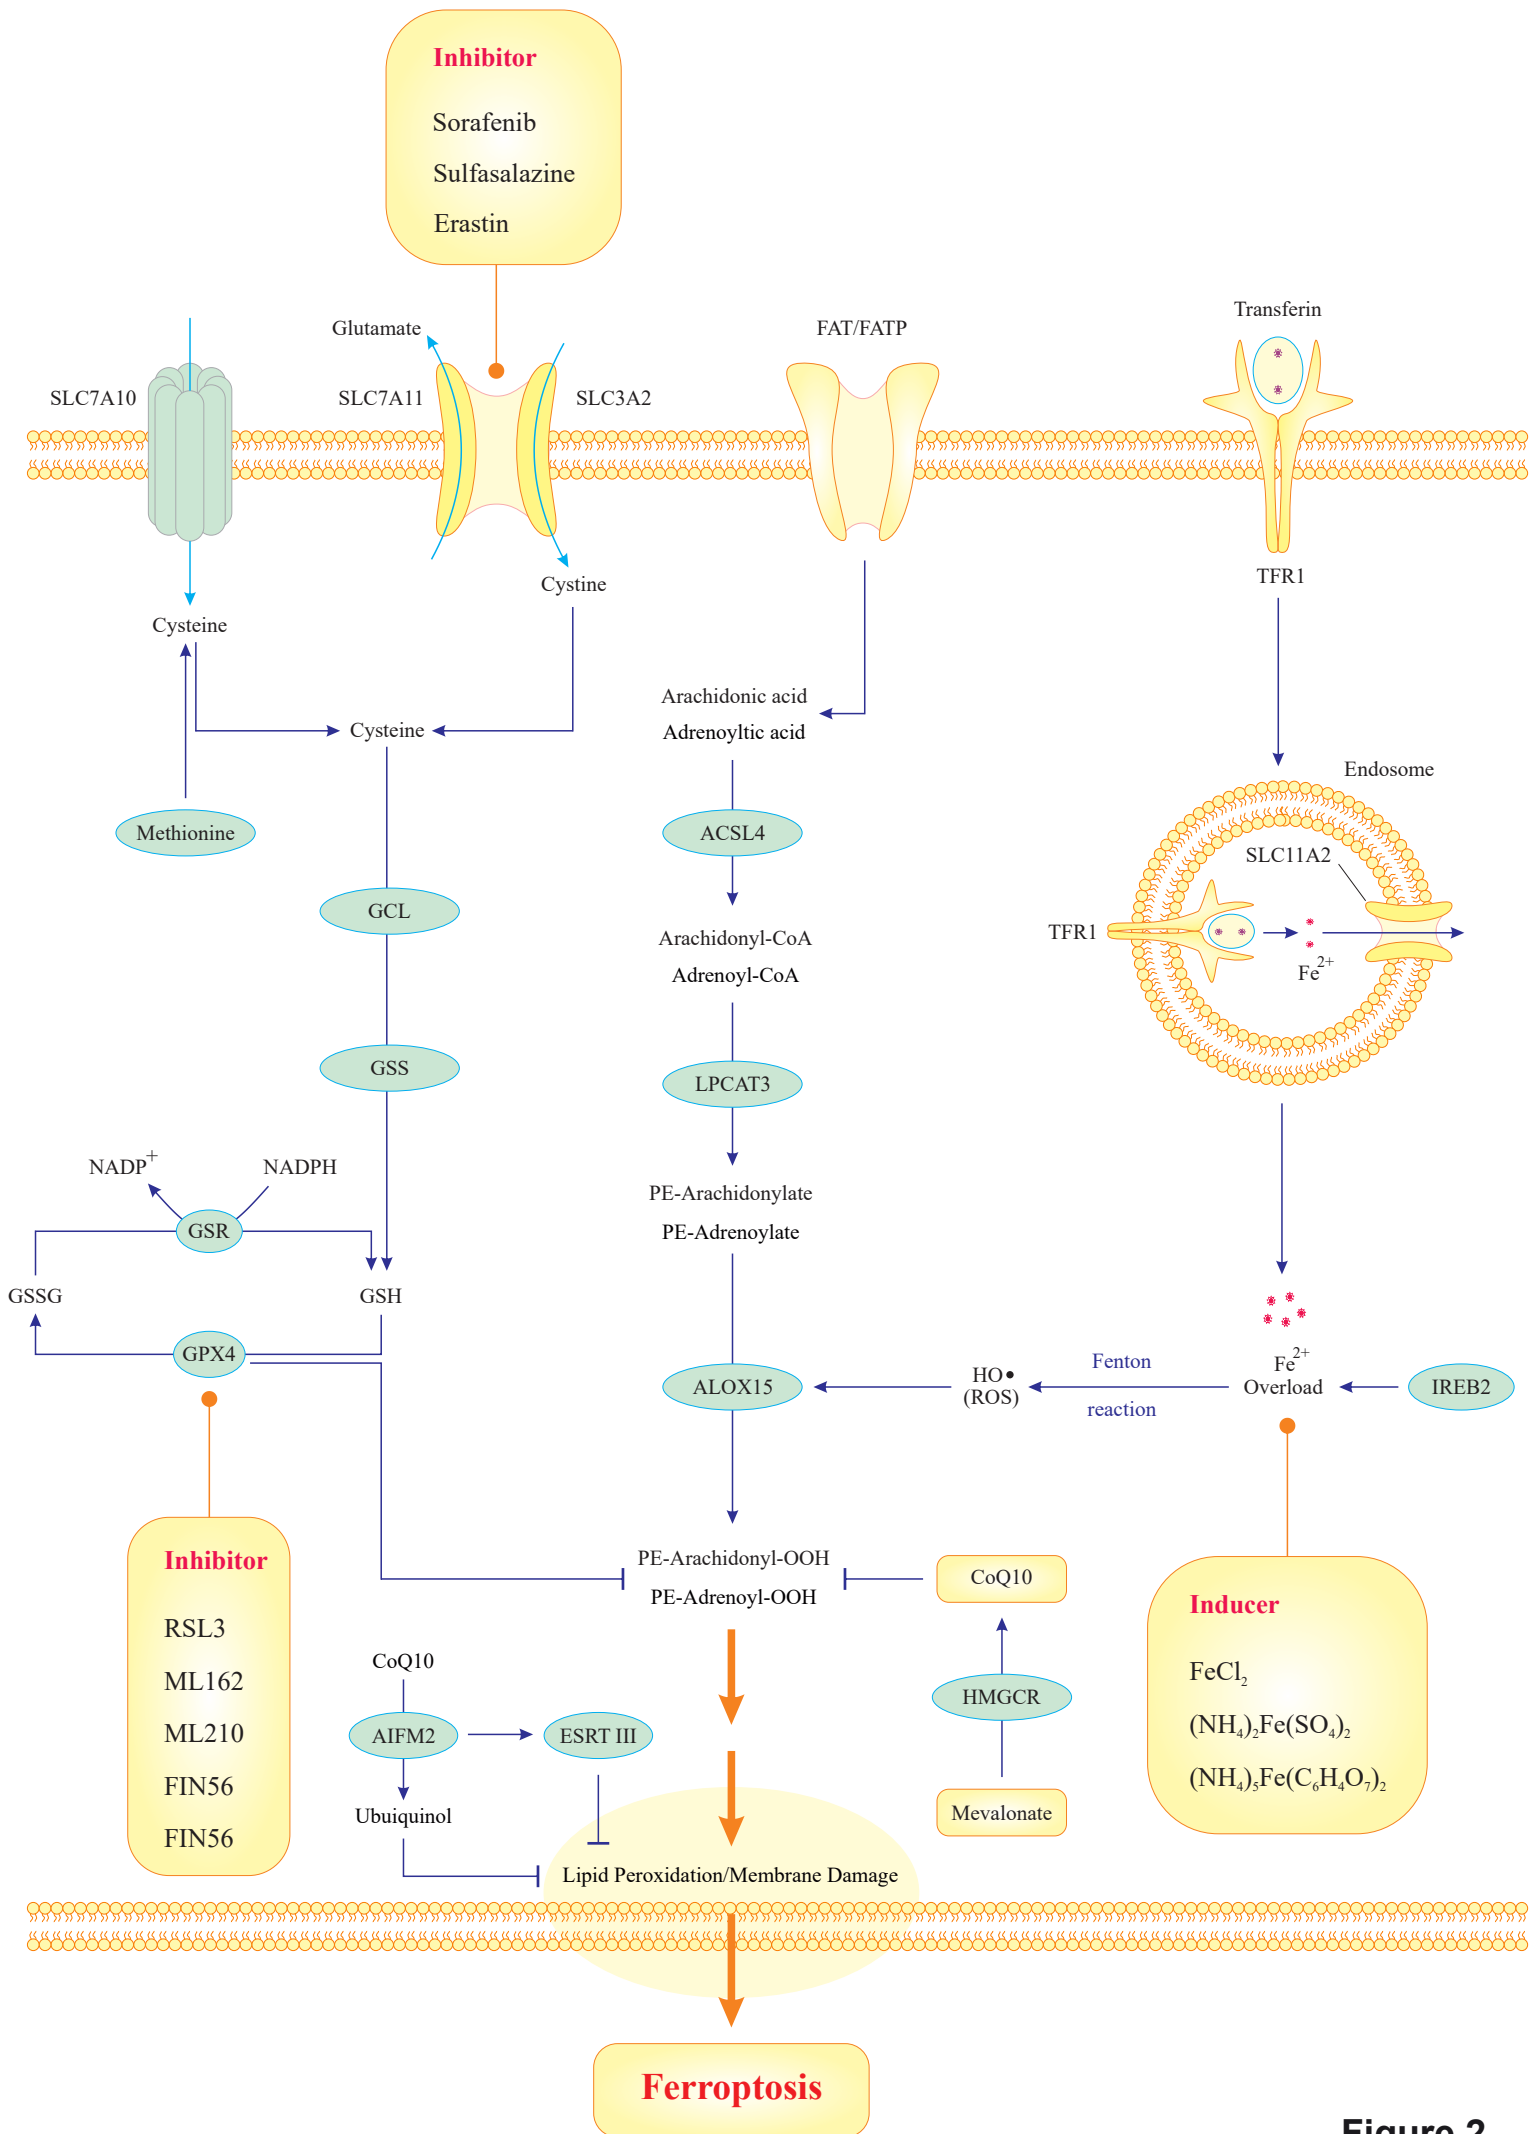 Inhibitor
Sorafenib
Sulfasalazine
Erastin
Transferin
Glutamate
FAT/FATP
SLC7A10
SLC7A11
SLC3A2
TFR1
Cystine
Cysteine
Arachidonic acid
Cysteine
Adrenoyltic acid
Endosome
Methionine
ACSL4
SLC11A2
GCL
TFR1
Arachidonyl-CoA
Adrenoyl-CoA
Fe2+
GSS
LPCAT3
NADP+
NADPH
PE-Arachidonylate
GSR
PE-Adrenoylate
GSSG
GSH
GPX4
Fenton
Fe2+
HO•
ALOX15
Overload
IREB2
(ROS)
reaction
Inhibitor
RSL3
ML162
ML210
FIN56
FIN56
PE-Arachidonyl-OOH
PE-Adrenoyl-OOH
CoQ10
Inducer
FeCl2
(NH4)2Fe(SO4)2
(NH4)5Fe(C6H4O7)2
CoQ10
HMGCR
AIFM2
ESRT III
Mevalonate
Ubuiquinol
Lipid Peroxidation/Membrane Damage
Ferroptosis
Figure 2